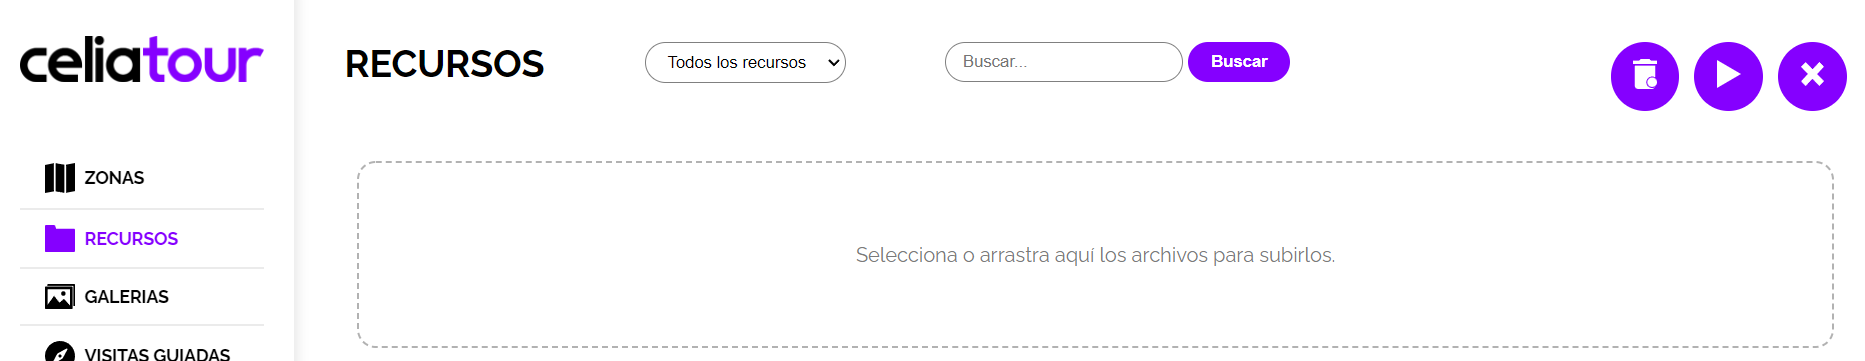 celiatour
RECURSOS
Todos los recursos
Buscar...
Buscar
ZONAS
RECURSOS
GALERIAS
VISITAS GUIADAS
Selecciona o arrastra aquí los archivos para subirlos.